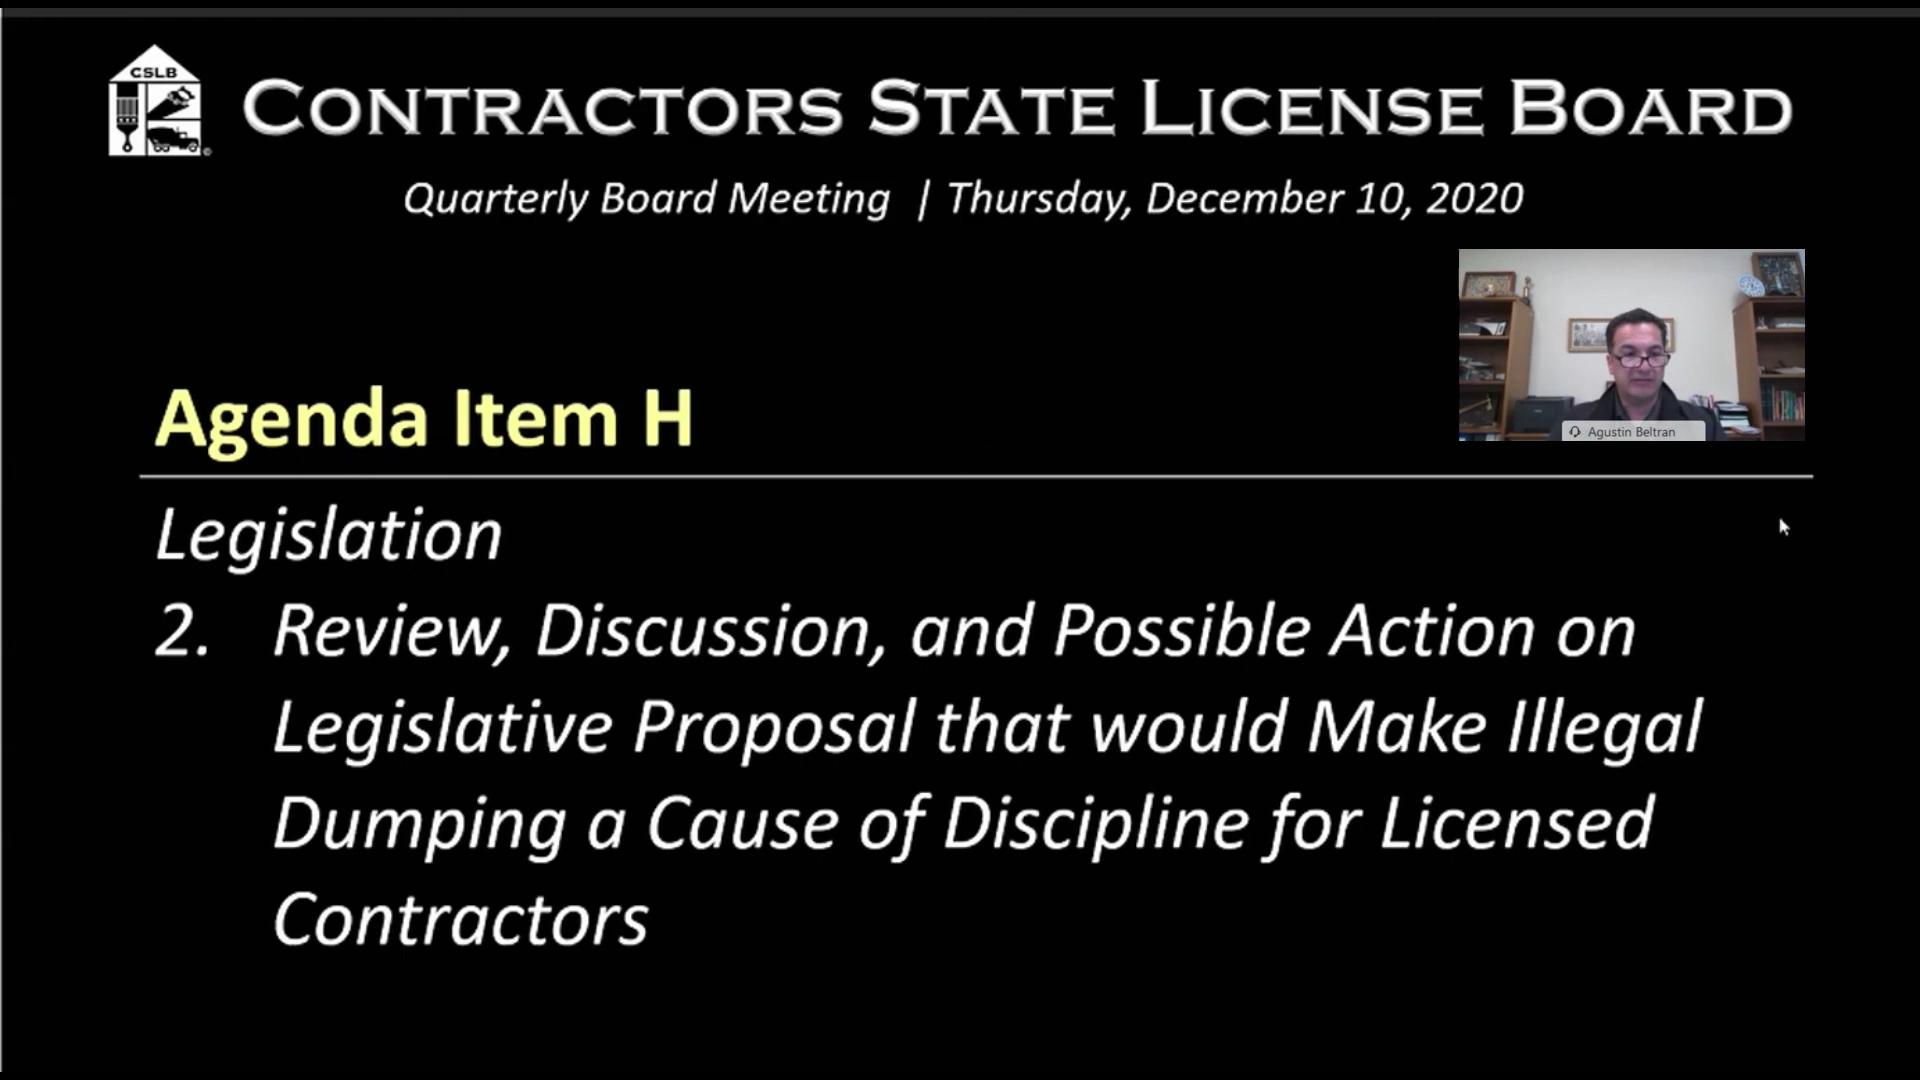 CSLB
CONTRACTORS STATE LICENSE BOARD
Quarterly Board Meeting | Thursday, December 10, 2020
Agustin Beltran
Agenda Item H
Legislation
2. Review, Discussion, and Possible Action on
Legislative Proposal that would Make Illegal
Dumping a Cause of Discipline for Licensed
Contractors